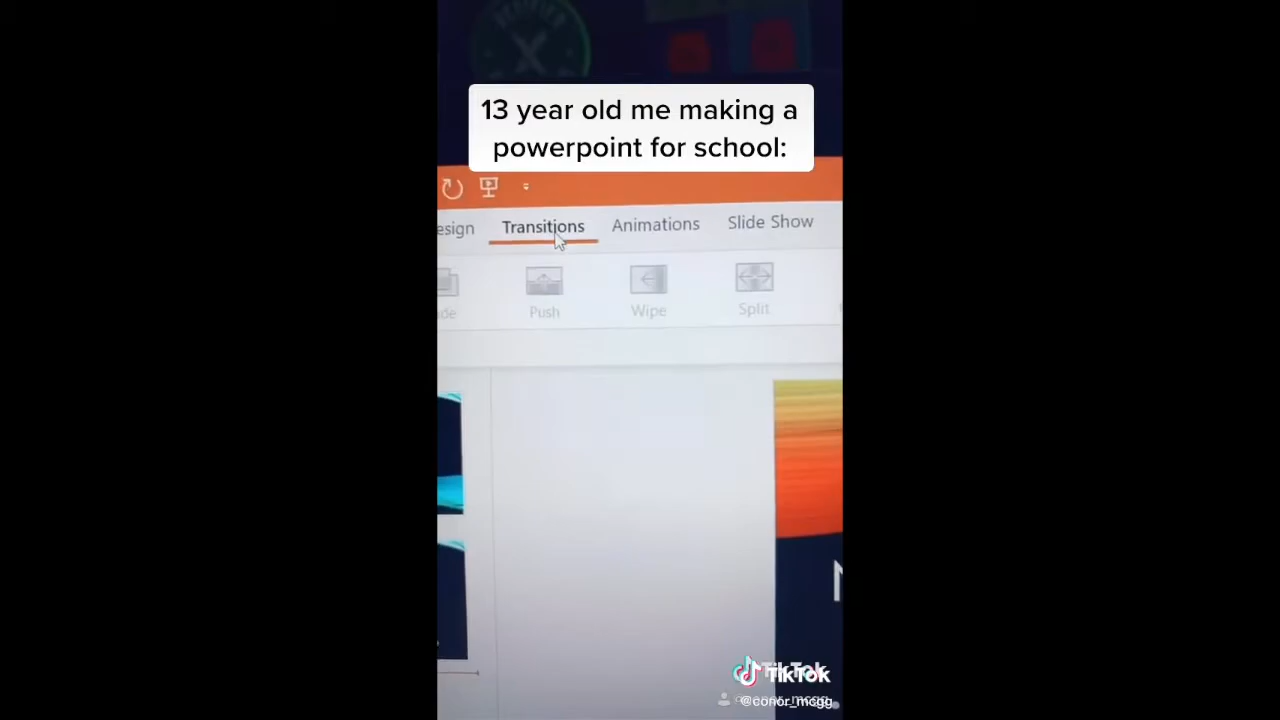 13 year old me making a
powerpoint for school:
esign Transitions Animations Slide Show
Push Wipe Split
N
TikTok
@conor_mcgg